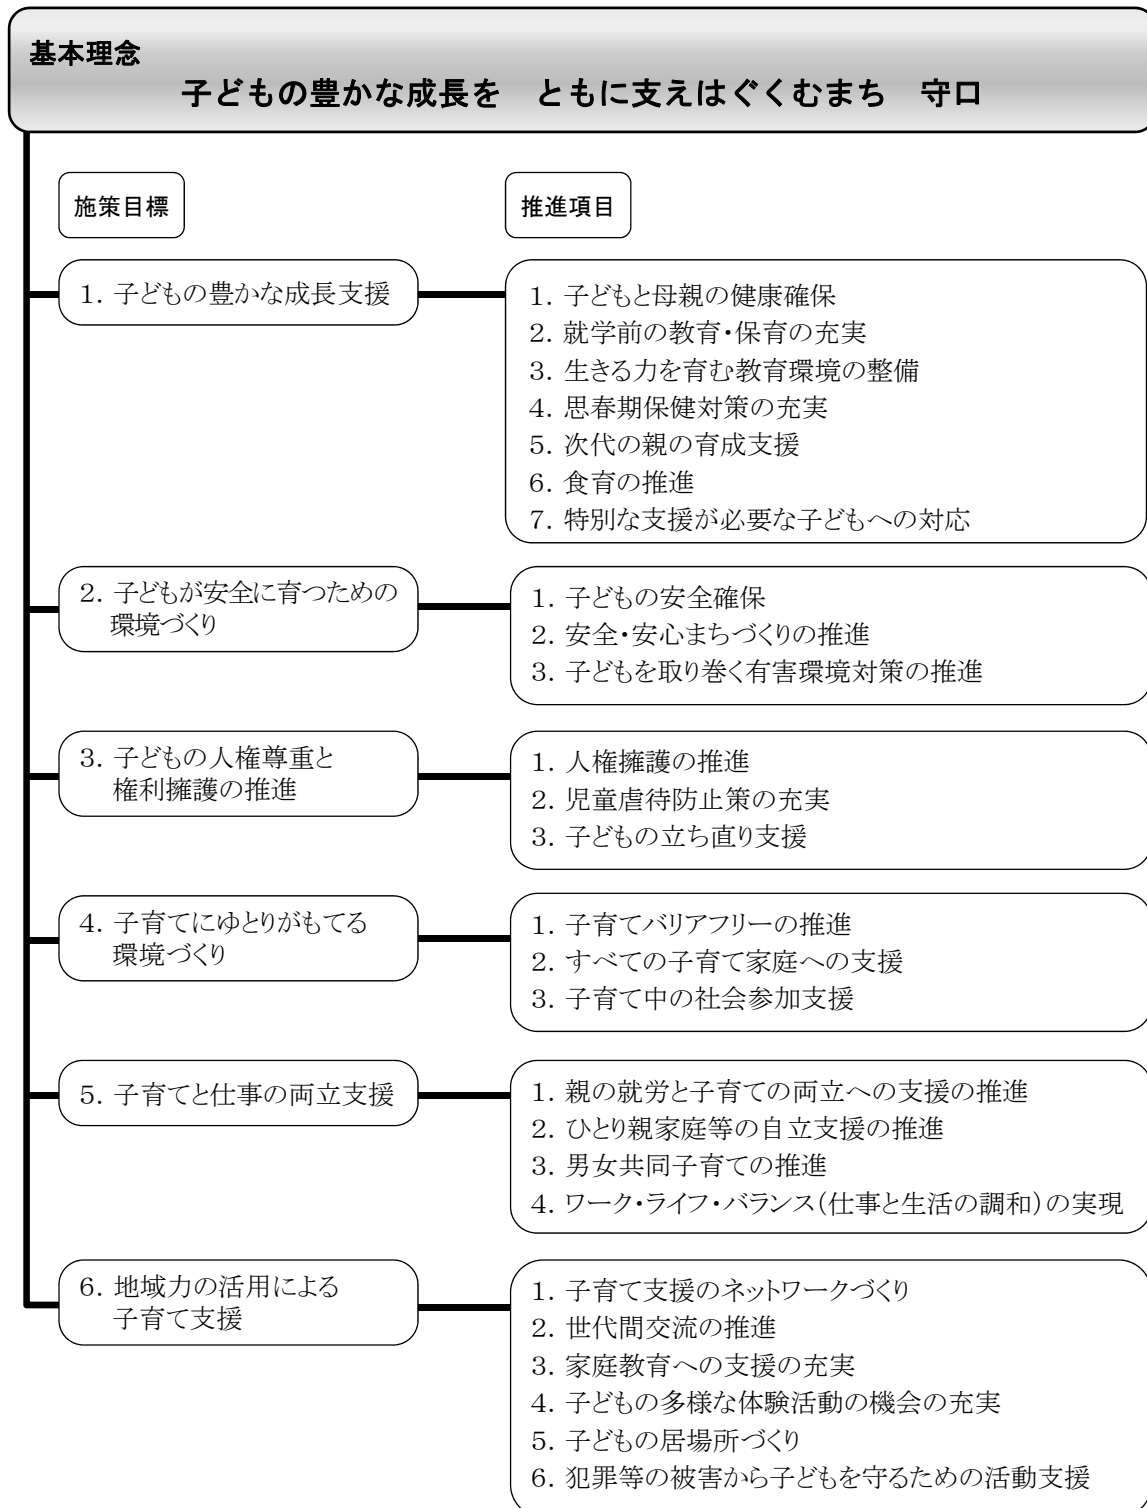 基本理念
子どもの豊かな成長を　ともに支えはぐくむまち　守口
施策目標
推進項目
1. 子どもの豊かな成長支援
1. 子どもと母親の健康確保
2. 就学前の教育・保育の充実
3. 生きる力を育む教育環境の整備
4. 思春期保健対策の充実
5. 次代の親の育成支援
6. 食育の推進
7. 特別な支援が必要な子どもへの対応
2. 子どもが安全に育つための
環境づくり
1. 子どもの安全確保
2. 安全・安心まちづくりの推進
3. 子どもを取り巻く有害環境対策の推進
3. 子どもの人権尊重と
権利擁護の推進
1. 人権擁護の推進
2. 児童虐待防止策の充実
3. 子どもの立ち直り支援
4. 子育てにゆとりがもてる
環境づくり
1. 子育てバリアフリーの推進
2. すべての子育て家庭への支援
3. 子育て中の社会参加支援
5. 子育てと仕事の両立支援
1. 親の就労と子育ての両立への支援の推進
2. ひとり親家庭等の自立支援の推進
3. 男女共同子育ての推進
4. ワーク・ライフ・バランス(仕事と生活の調和)の実現
6. 地域力の活用による
子育て支援
1. 子育て支援のネットワークづくり
2. 世代間交流の推進
3. 家庭教育への支援の充実
4. 子どもの多様な体験活動の機会の充実
5. 子どもの居場所づくり
6. 犯罪等の被害から子どもを守るための活動支援